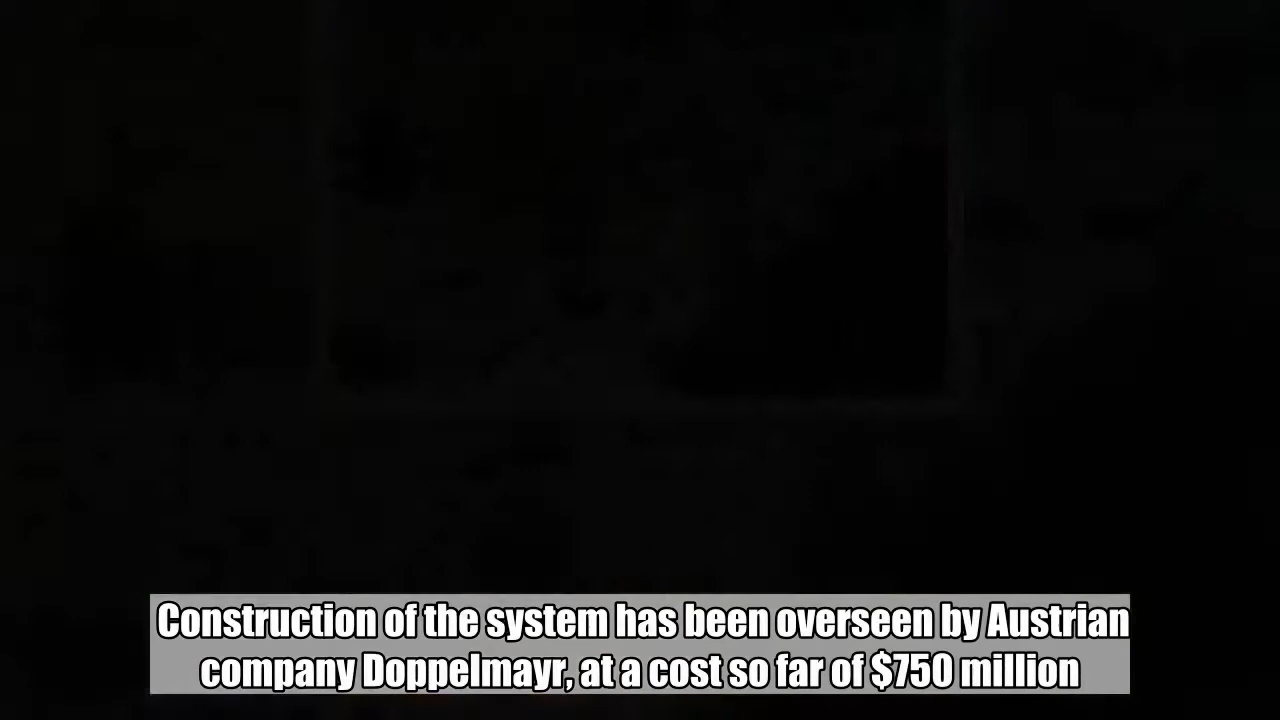 Construction of the system has been overseen by Austrian
company Doppelmayr, at a cost so far of $750 million